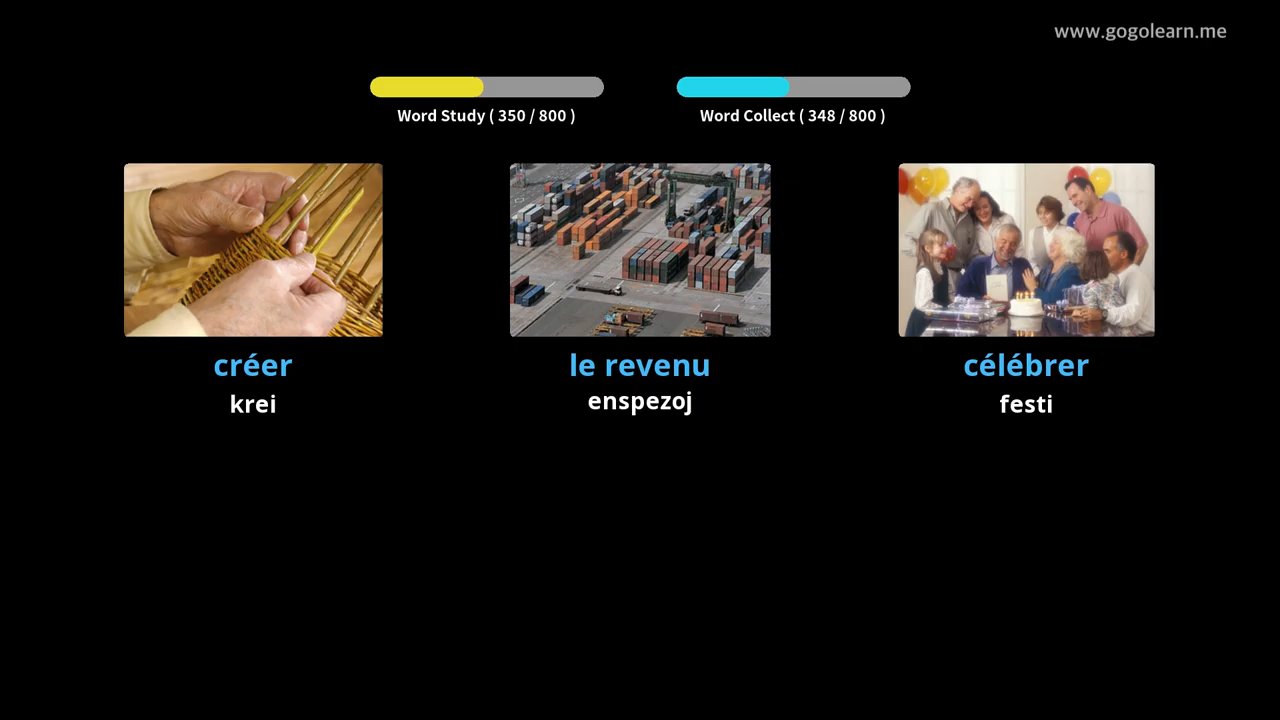 www.gogolearn.me
Word Study ( 350 / 800 )
Word Collect ( 348 / 800 )
créer
le revenu
célébrer
krei
enspezoj
festi